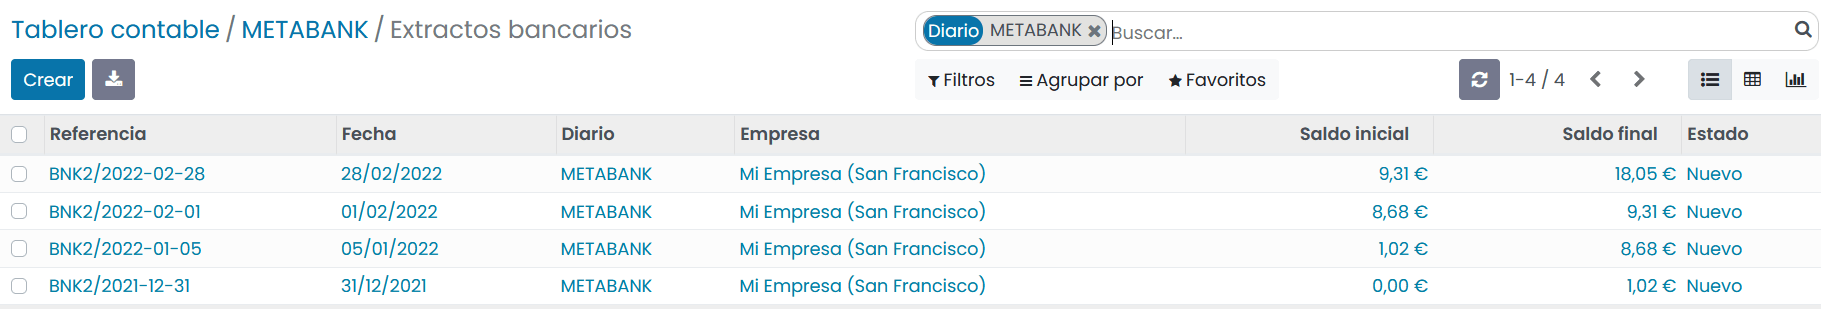 Tablero contable / METABANK / Extractos bancarios
Diario METABANK ✖ Buscar...
Crear
Filtros Agrupar por Favoritos 1-4 / 4
Referencia Fecha Diario Empresa Saldo inicial Saldo final Estado
BNK2/2022-02-28 28/02/2022 METABANK Mi Empresa (San Francisco) 9,31 € 18,05 € Nuevo
BNK2/2022-02-01 01/02/2022 METABANK Mi Empresa (San Francisco) 8,68 € 9,31 € Nuevo
BNK2/2022-01-05 05/01/2022 METABANK Mi Empresa (San Francisco) 1,02 € 8,68 € Nuevo
BNK2/2021-12-31 31/12/2021 METABANK Mi Empresa (San Francisco) 0,00 € 1,02 € Nuevo